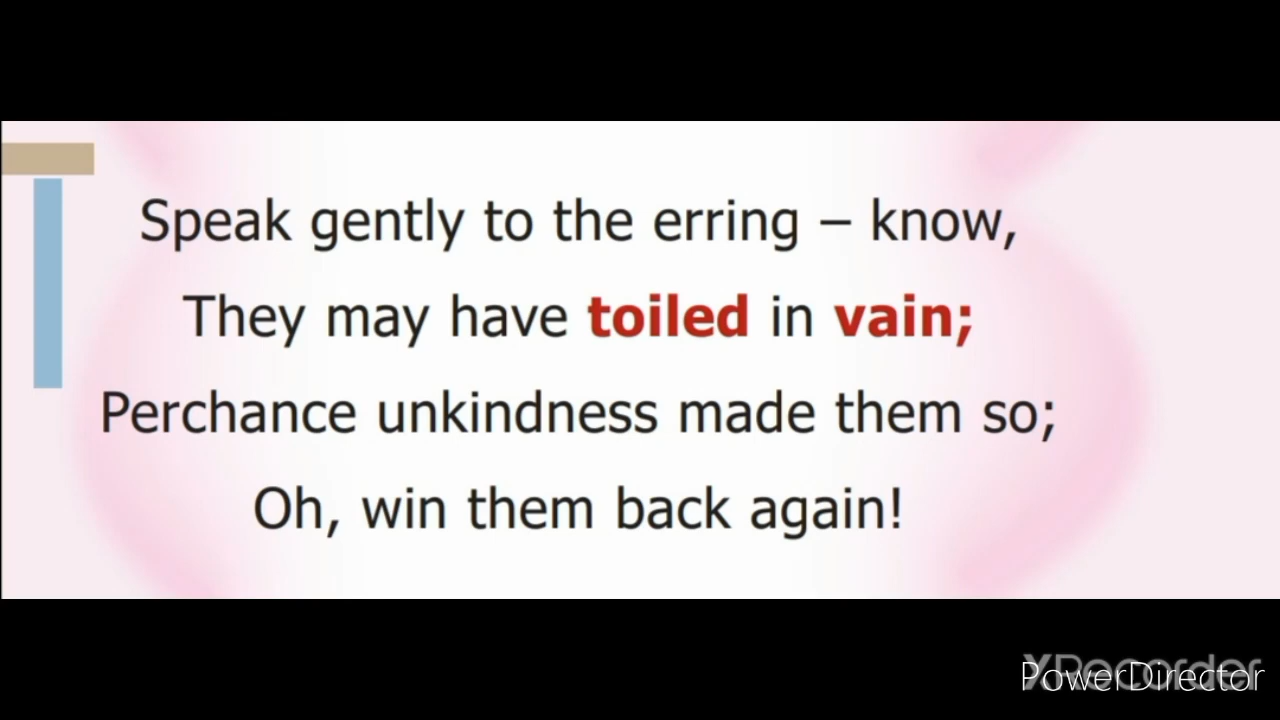 Speak gently to the erring – know,
They may have toiled in vain;
Perchance unkindness made them so;
Oh, win them back again!
XRecorder
PowerDirector